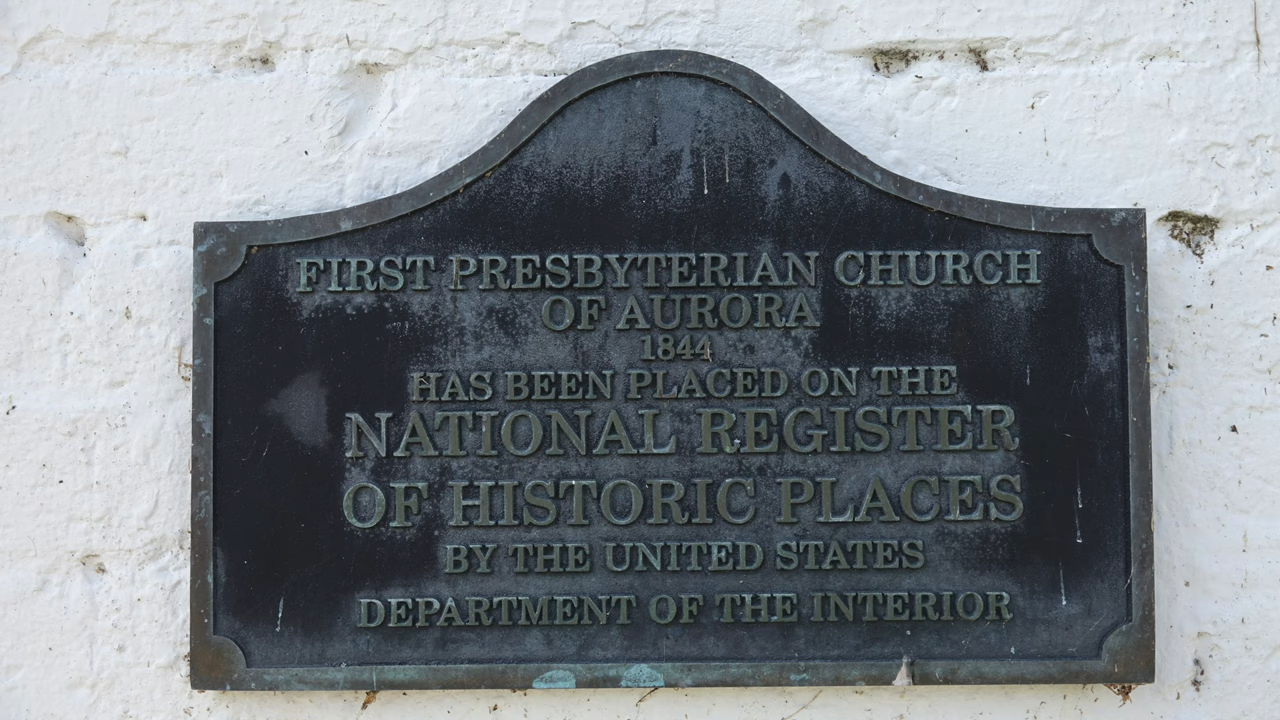 FIRST PRESBYTERIAN CHURCH
OF AURORA
1844
HAS BEEN PLACED ON THE
NATIONAL REGISTER
OF HISTORIC PLACES
BY THE UNITED STATES
DEPARTMENT OF THE INTERIOR